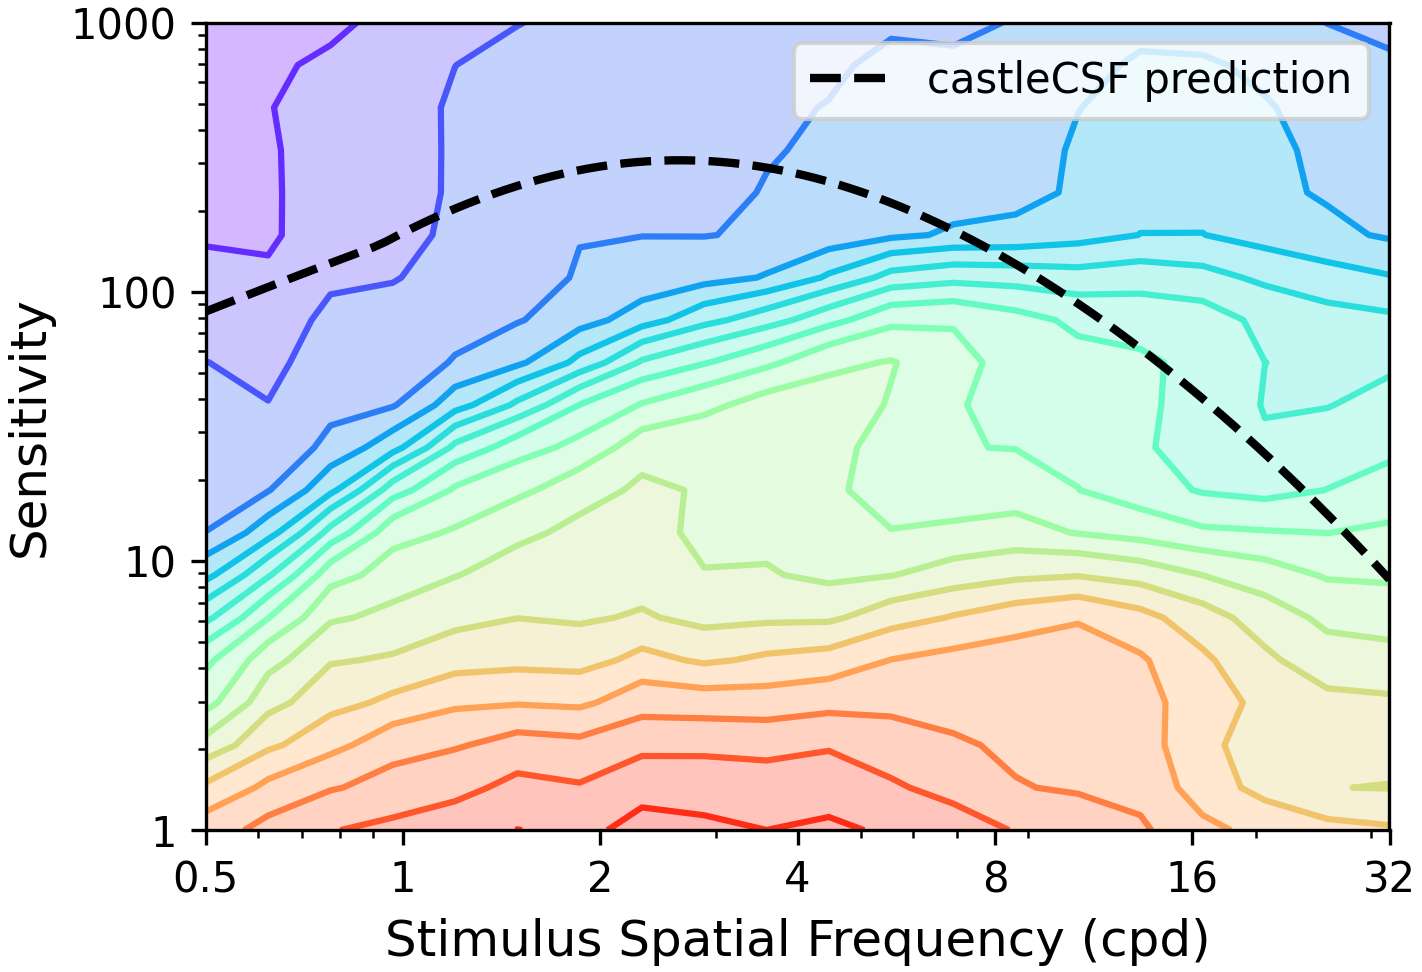 1000
100
10
1
Sensitivity
castleCSF prediction
0.5 1 2 4 8 16 32
Stimulus Spatial Frequency (cpd)